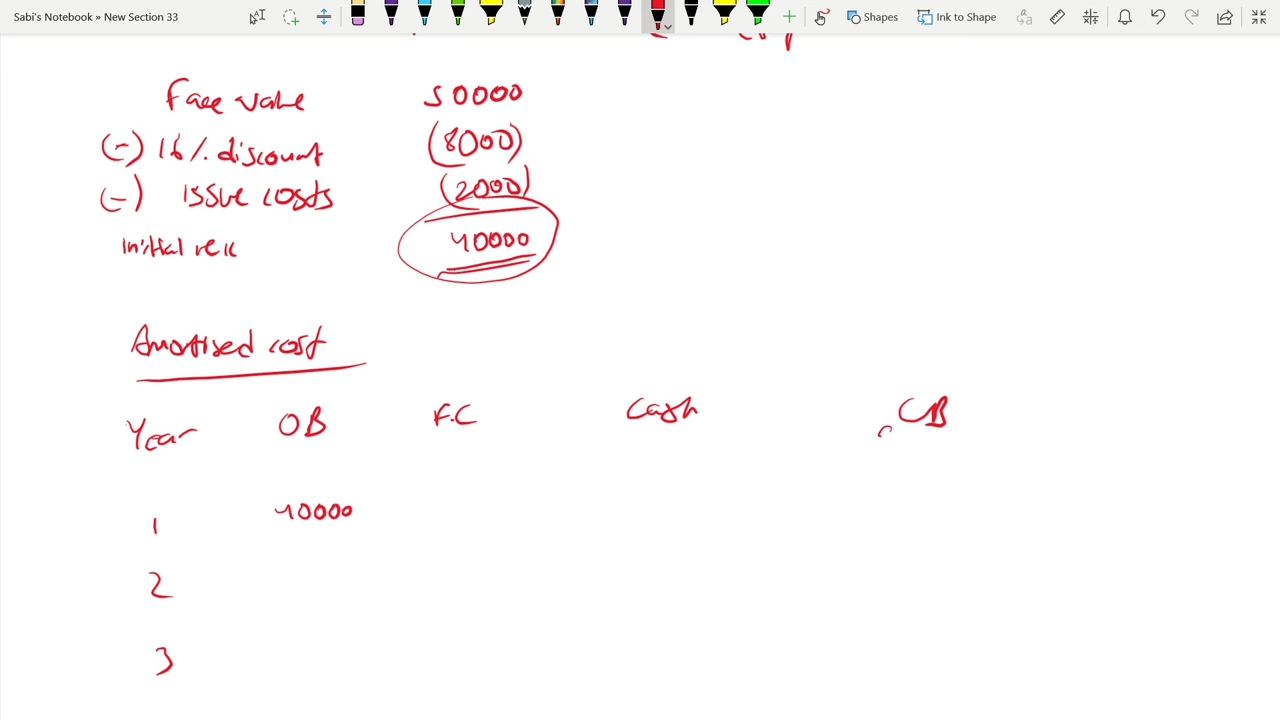 Sabi's Notebook » New Section 33
Shapes
Ink to Shape
Face value 50000
(-) 16% discount (8000)
(-) issue costs (2000)
initial rec 40000
Amortised cost
Year OB F.C Cash CB
1 40000
2
3